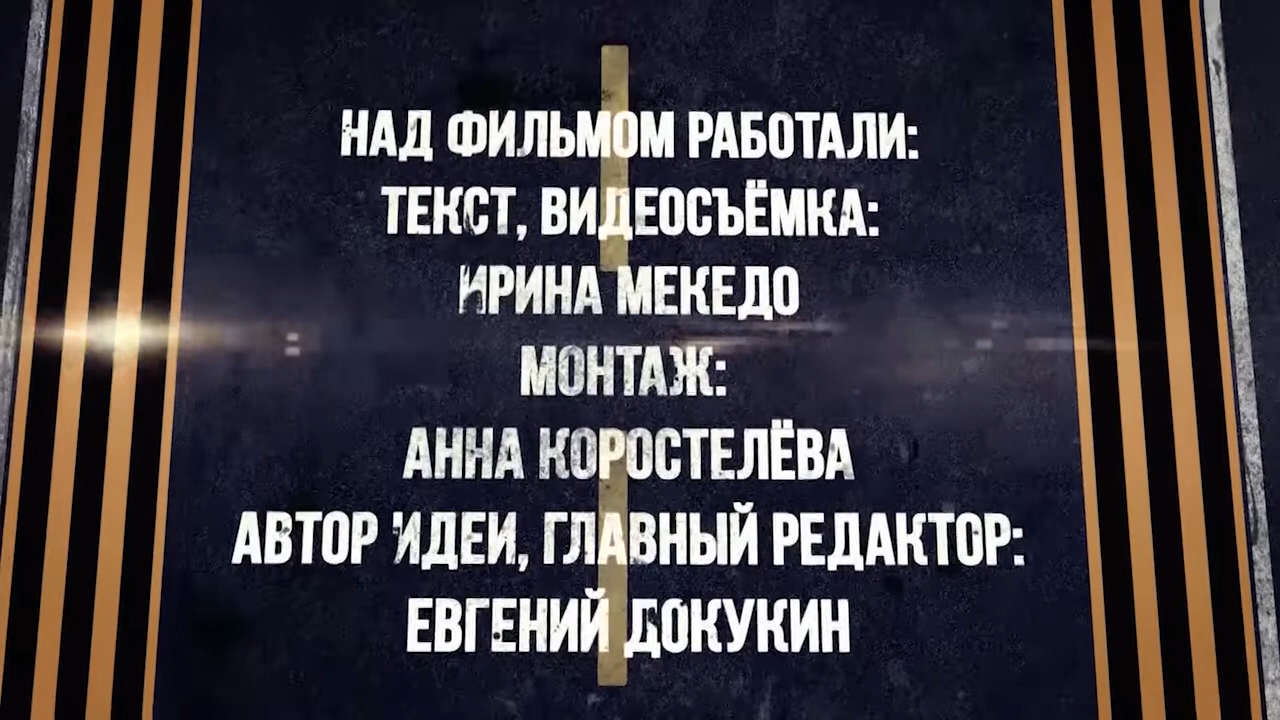 НАД ФИЛЬМОМ РАБОТАЛИ:
ТЕКСТ, ВИДЕОСЪЁМКА:
ИРИНА МЕКЕДО
МОНТАЖ:
АННА КОРОСТЕЛЁВА
АВТОР ИДЕИ, ГЛАВНЫЙ РЕДАКТОР:
ЕВГЕНИЙ ДОКУКИН